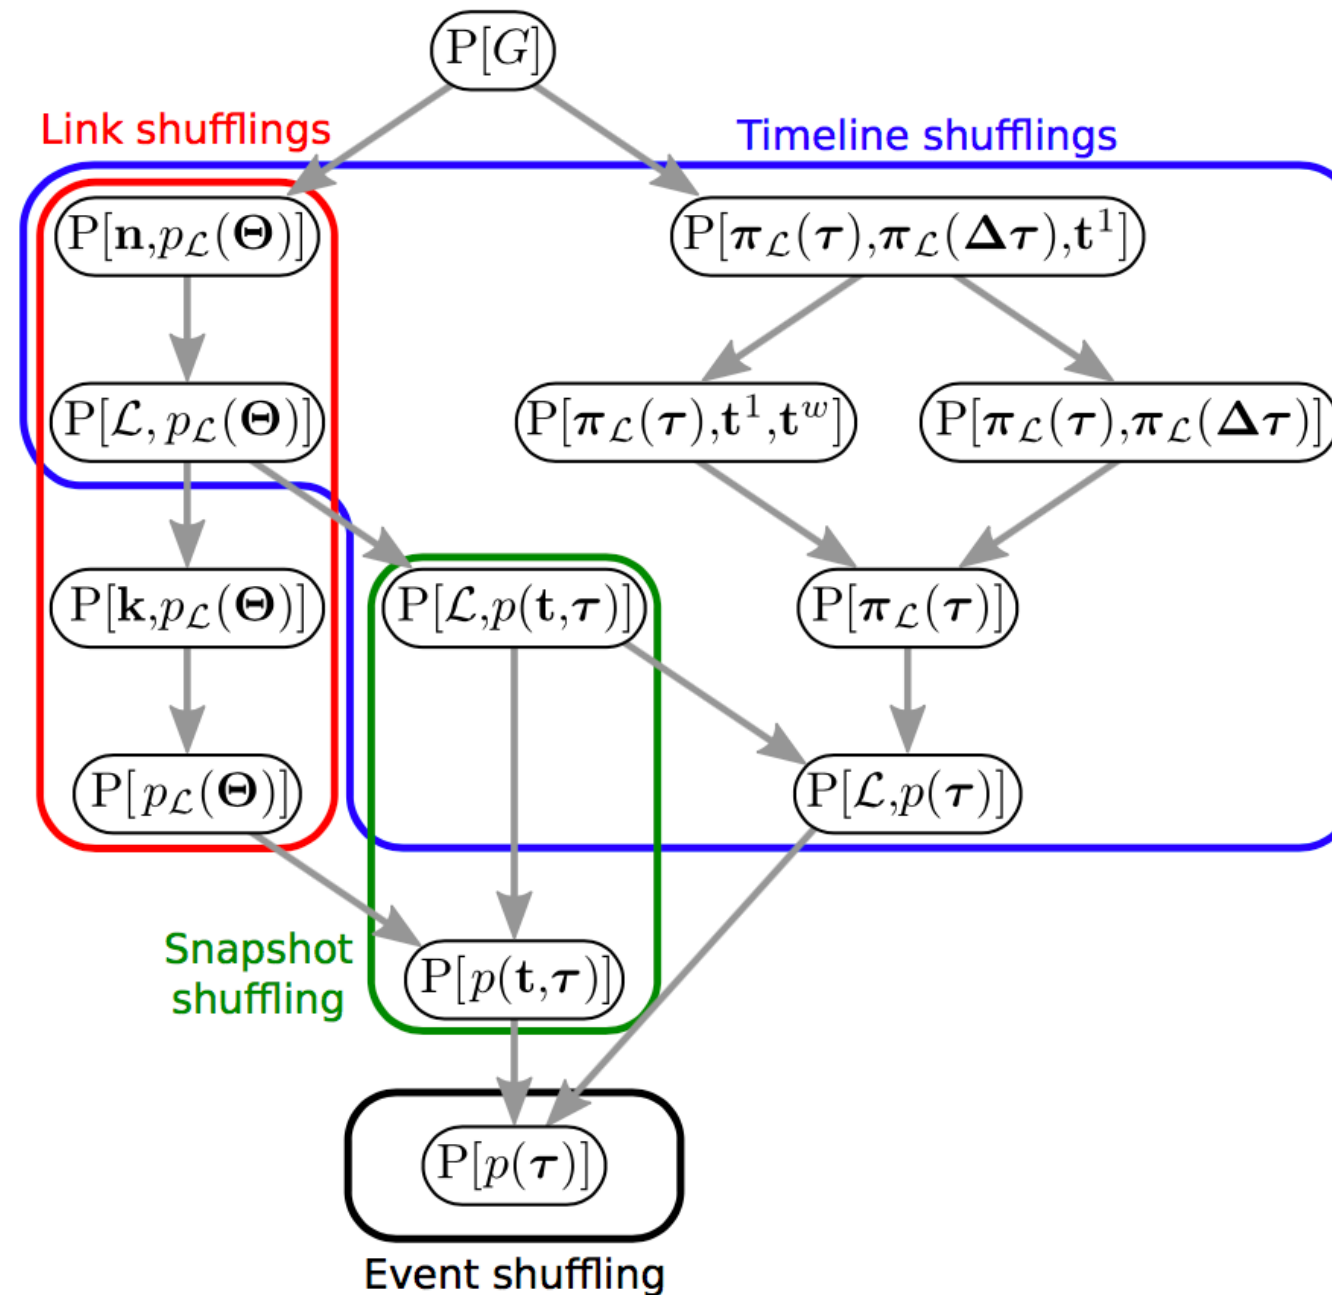 P[G]
Link shufflings
Timeline shufflings
P[𝐧,p_ℒ(𝚯)]
P[𝛑_ℒ(𝛕),𝛑_ℒ(𝚫𝛕),𝐭¹]
P[ℒ, p_ℒ(𝚯)]
P[𝛑_ℒ(𝛕),𝐭¹,𝐭ʷ]
P[𝛑_ℒ(𝛕),𝛑_ℒ(𝚫𝛕)]
P[𝐤,p_ℒ(𝚯)]
P[ℒ,p(𝐭,𝛕)]
P[𝛑_ℒ(𝛕)]
P[p_ℒ(𝚯)]
P[ℒ,p(𝛕)]
Snapshot
shuffling
P[p(𝐭,𝛕)]
P[p(𝛕)]
Event shuffling